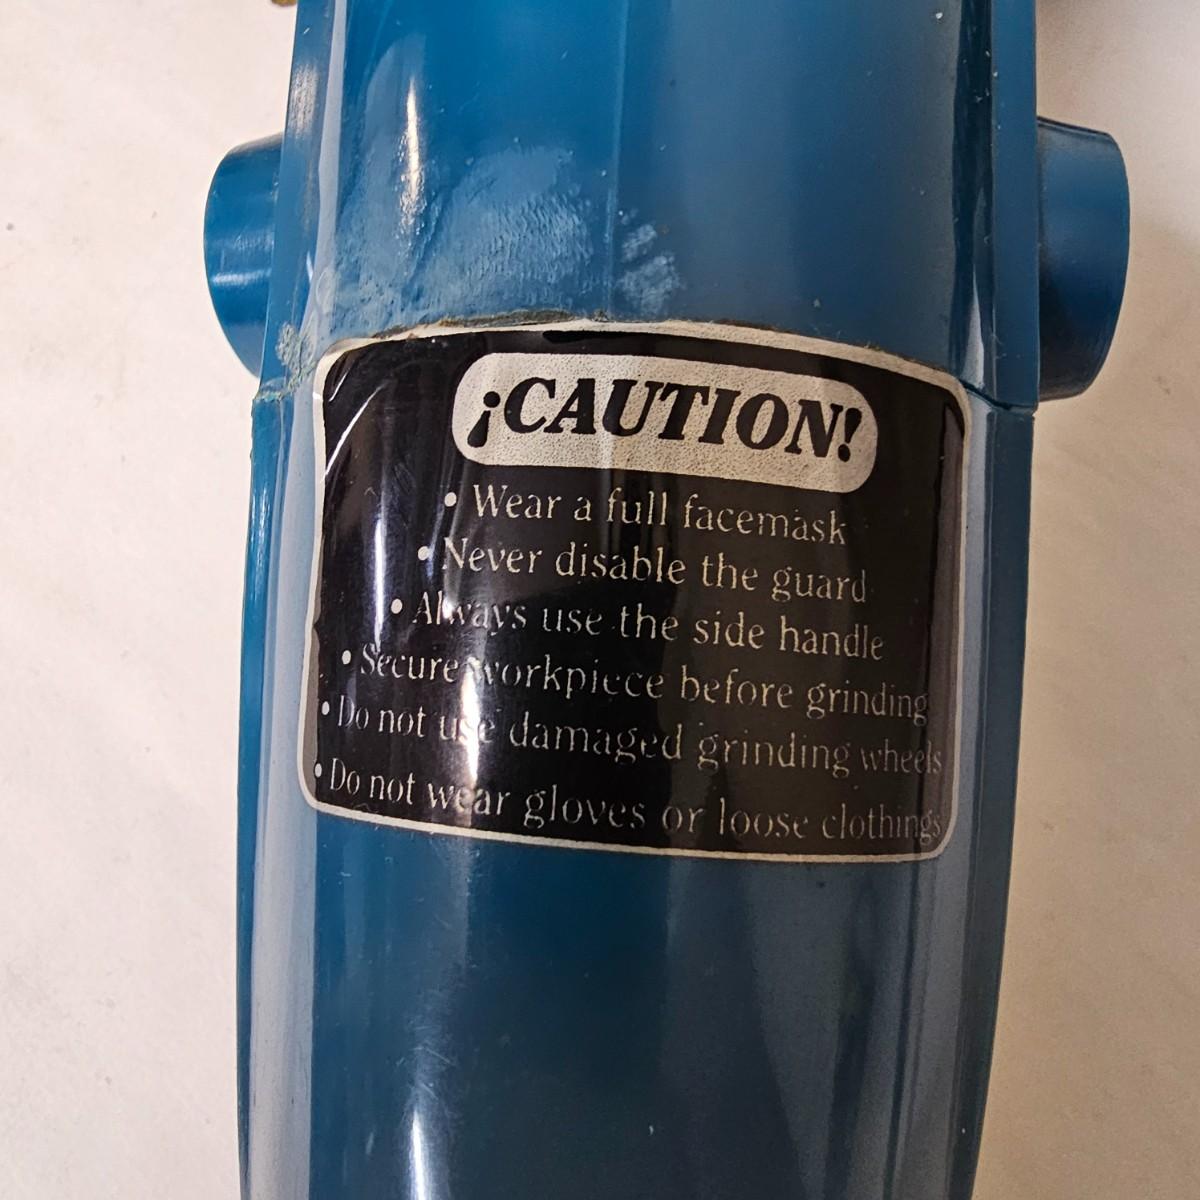 ¡CAUTION!
• Wear a full facemask
• Never disable the guard
• Always use the side handle
• Secure workpiece before grinding
• Do not use damaged grinding wheels
• Do not wear gloves or loose clothings